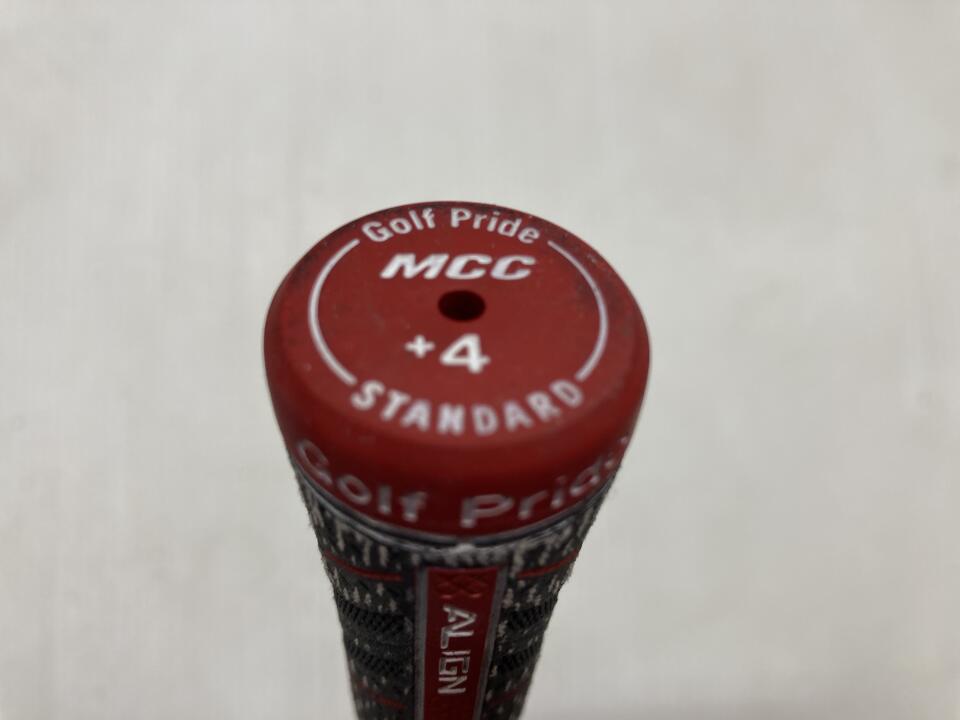 Golf Pride
MCC
+4
STANDARD
Golf Pride
ALIGN